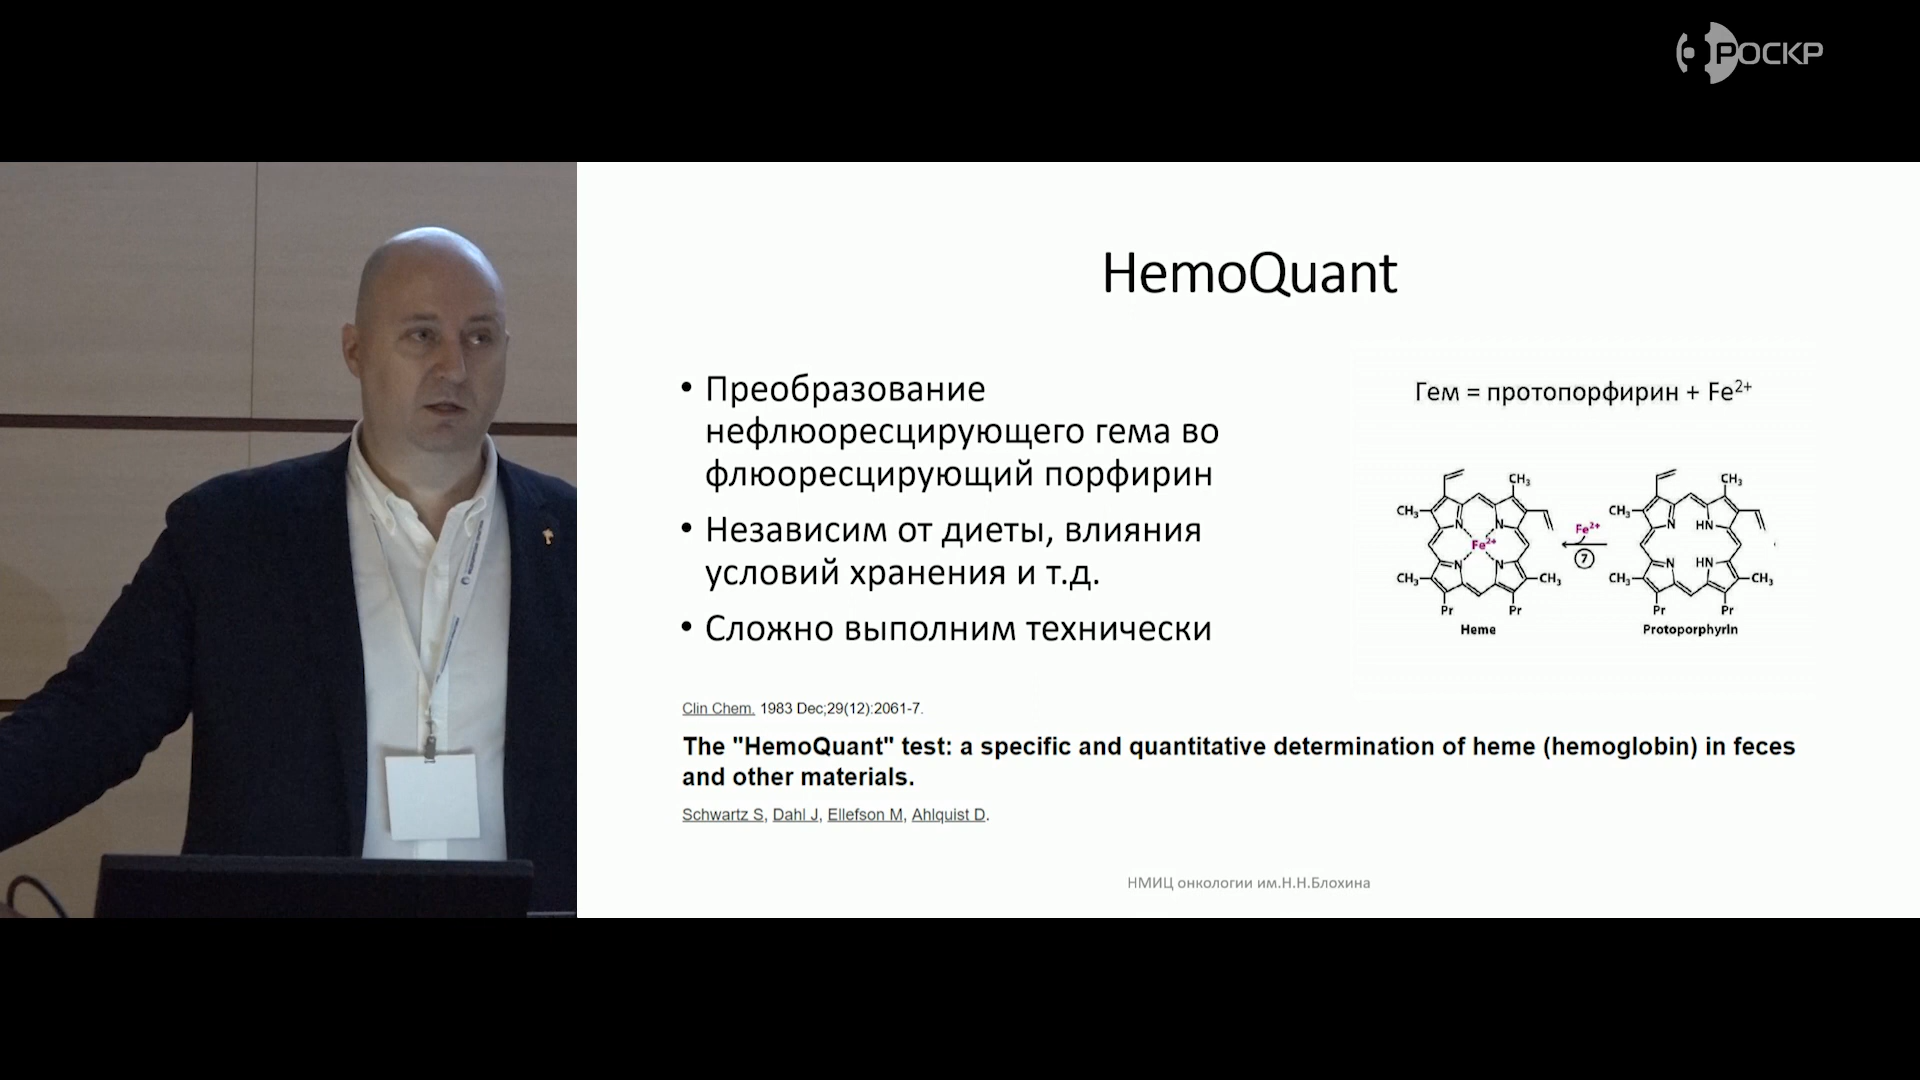 РОСКР
HemoQuant
• Преобразование
нефлюоресцирующего гема во
флюоресцирующий порфирин
• Независим от диеты, влияния
условий хранения и т.д.
• Сложно выполним технически
Гем = протопорфирин + Fe²⁺
CH₃ CH₃
CH₃ N N Fe²⁺ CH₃ N HN
Fe²⁺
N N 7 N HN
CH₃ CH₃ CH₃ CH₃
Pr Pr Pr Pr
Heme Protoporphyrin
Clin Chem. 1983 Dec;29(12):2061-7.
The "HemoQuant" test: a specific and quantitative determination of heme (hemoglobin) in feces
and other materials.
Schwartz S, Dahl J, Ellefson M, Ahlquist D.
НМИЦ онкологии им.Н.Н.Блохина